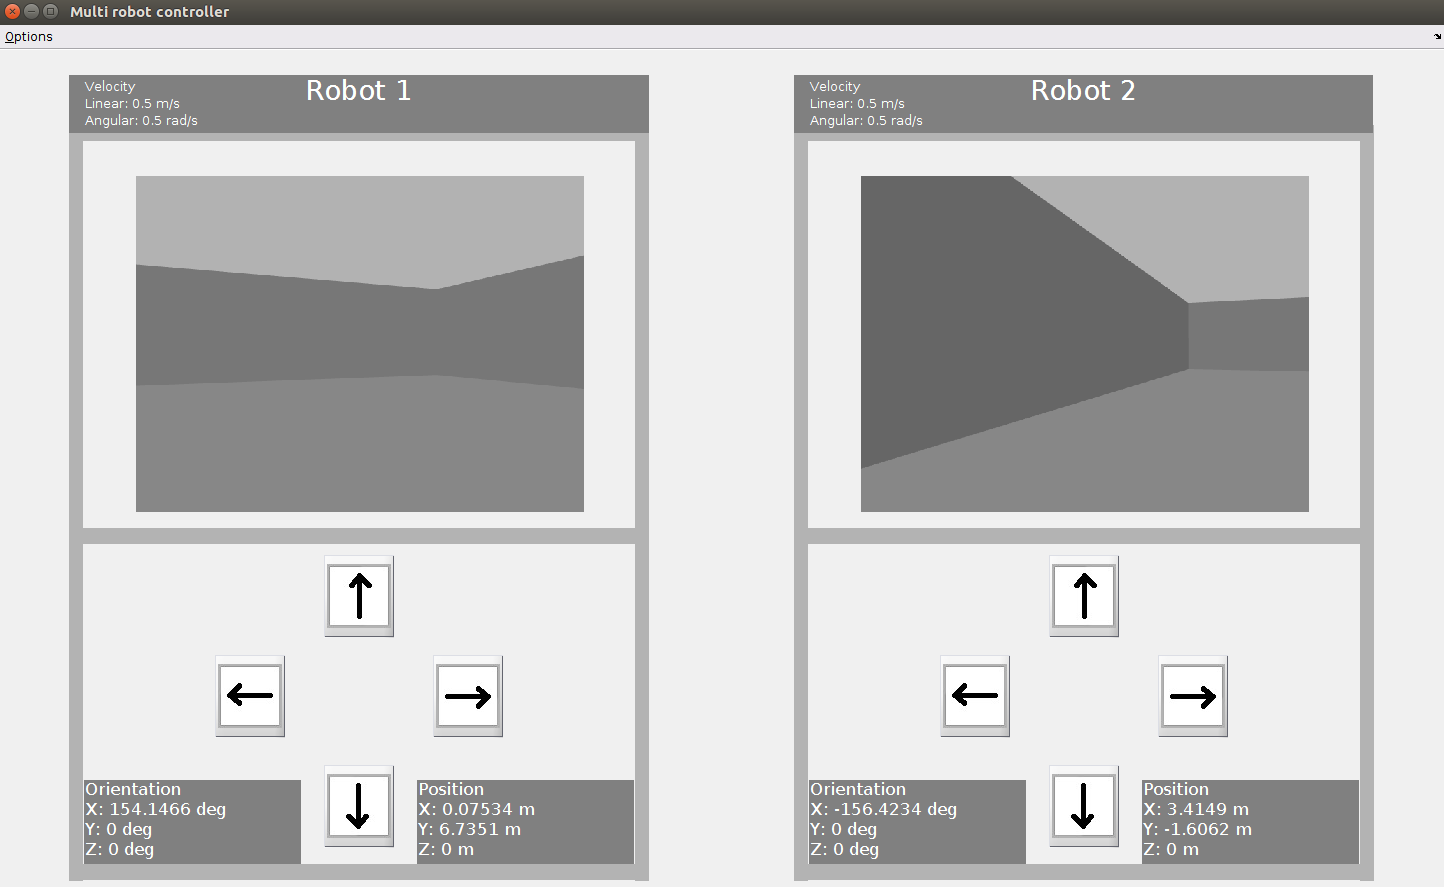 Multi robot controller
Options
Velocity
Linear: 0.5 m/s
Angular: 0.5 rad/s
Robot 1
Orientation
X: 154.1466 deg
Y: 0 deg
Z: 0 deg
Position
X: 0.07534 m
Y: 6.7351 m
Z: 0 m
Velocity
Linear: 0.5 m/s
Angular: 0.5 rad/s
Robot 2
Orientation
X: -156.4234 deg
Y: 0 deg
Z: 0 deg
Position
X: 3.4149 m
Y: -1.6062 m
Z: 0 m